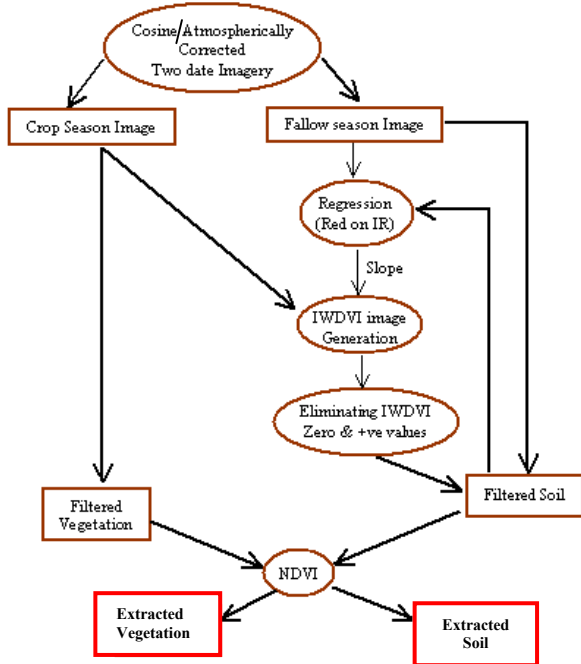 Cosine/Atmospherically
Corrected
Two date Imagery
Crop Season Image
Fallow season Image
Regression
(Red on IR)
Slope
IWDVI image
Generation
Eliminating IWDVI
Zero & +ve values
Filtered
Vegetation
Filtered Soil
NDVI
Extracted
Vegetation
Extracted
Soil